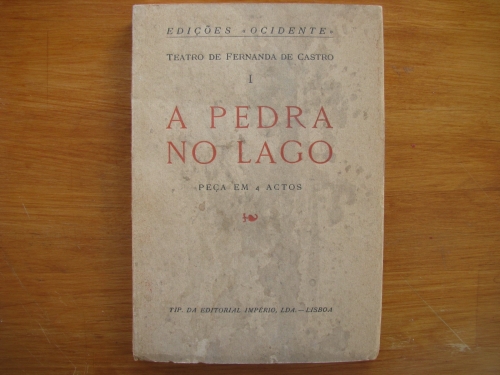 EDIÇÕES «OCIDENTE»
TEATRO DE FERNANDA DE CASTRO
I
A PEDRA
NO LAGO
PEÇA EM 4 ACTOS
TIP. DA EDITORIAL IMPÉRIO, LDA.—LISBOA